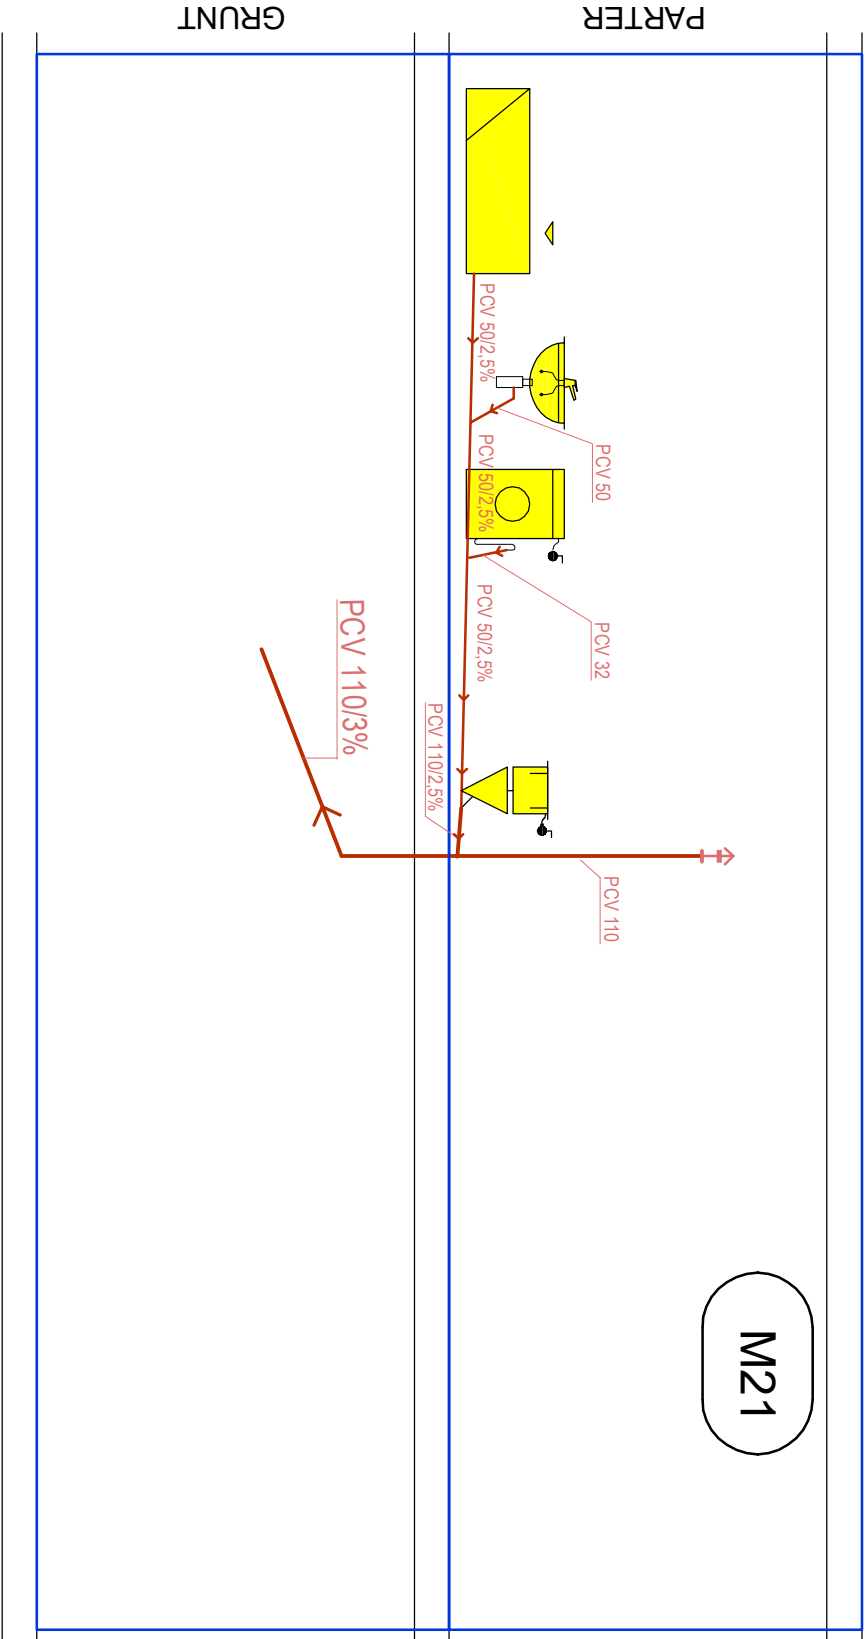 GRUNT
PARTER
PCV 50/2,5%
PCV 50
PCV 50/2,5%
PCV 32
PCV 50/2,5%
PCV 110/3%
PCV 110/2,5%
PCV 110
M21